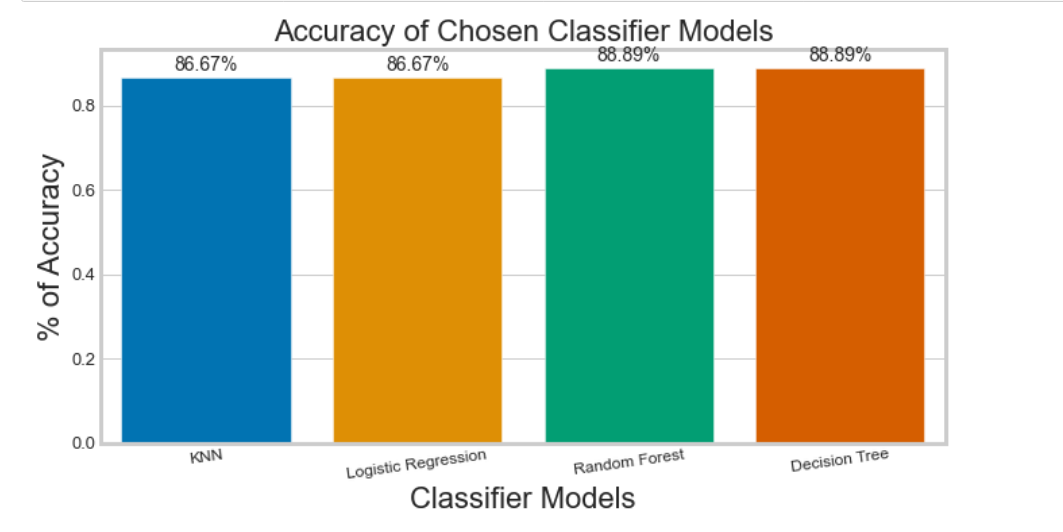 Accuracy of Chosen Classifier Models
86.67% 86.67% 88.89% 88.89%
0.8
0.6
0.4
0.2
0.0
% of Accuracy
KNN Logistic Regression Random Forest Decision Tree
Classifier Models